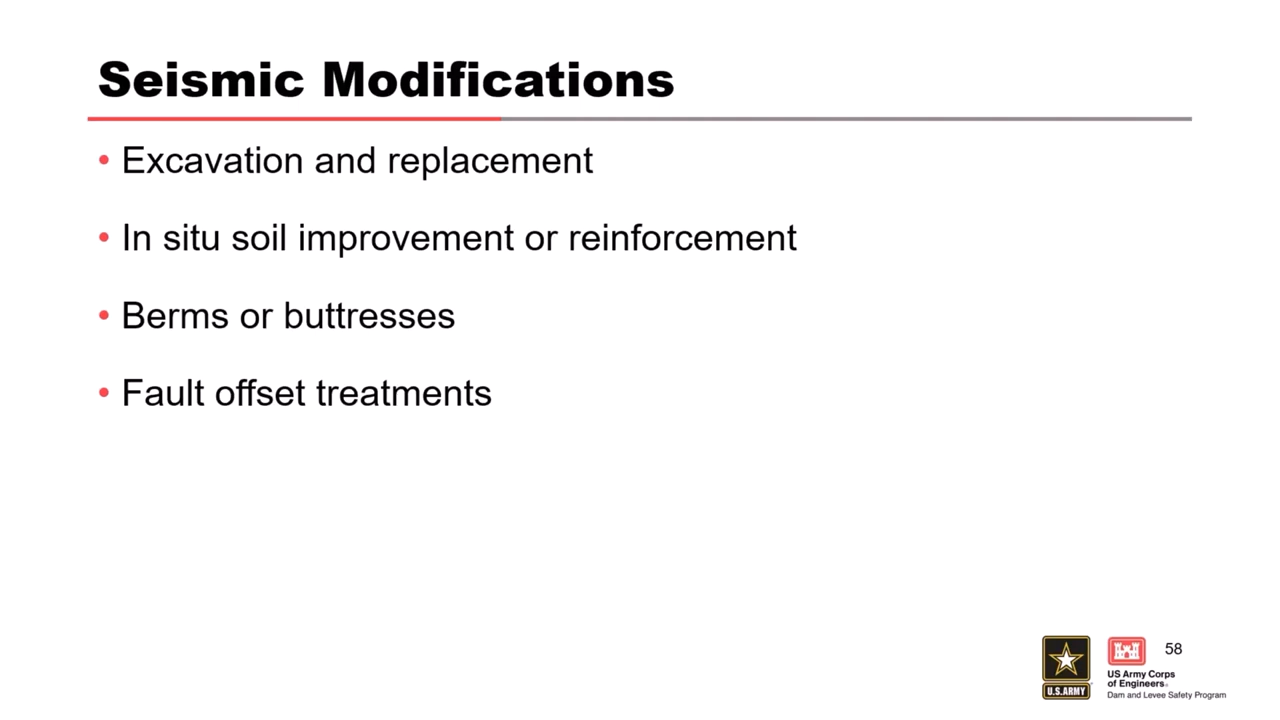 Seismic Modifications
• Excavation and replacement
• In situ soil improvement or reinforcement
• Berms or buttresses
• Fault offset treatments
58
U.S.ARMY
US Army Corps
of Engineers®
Dam and Levee Safety Program